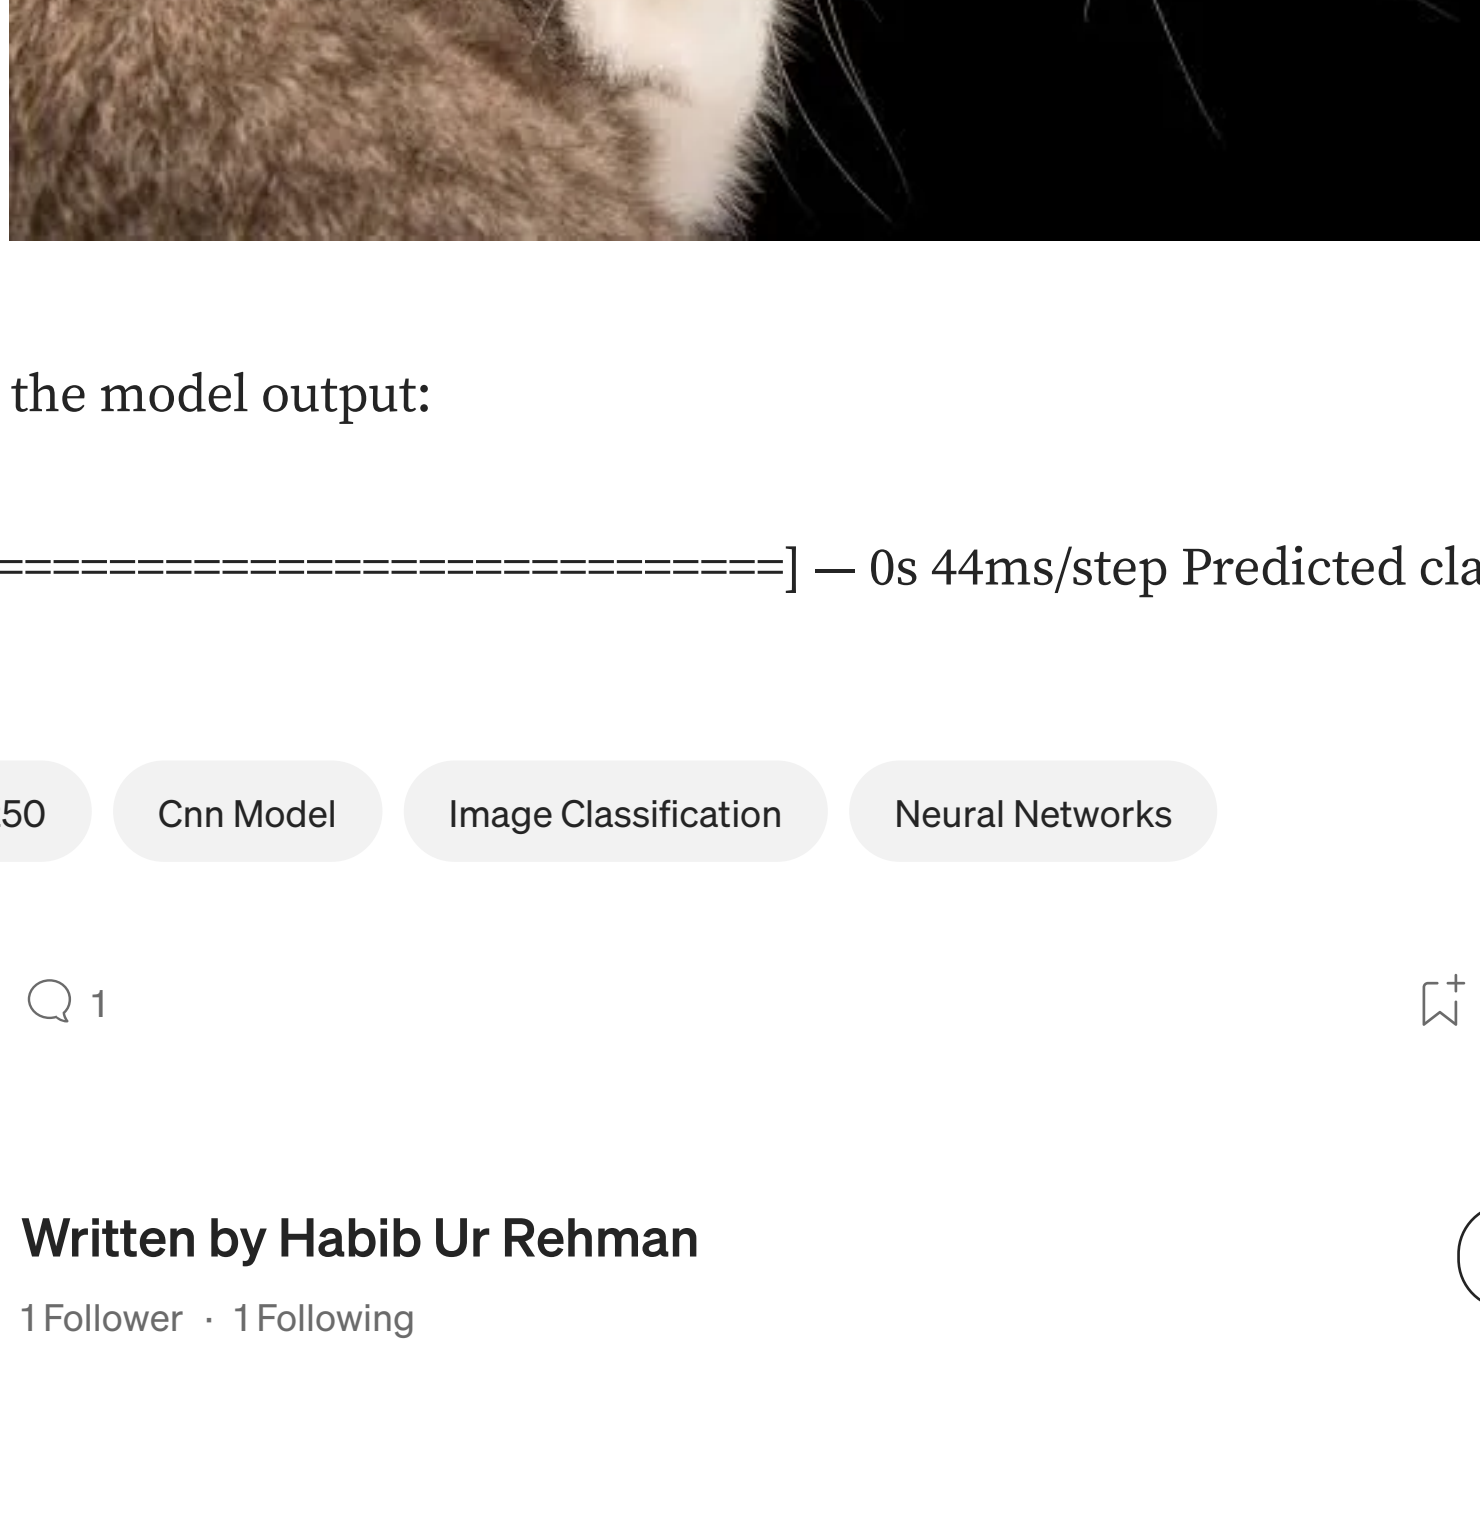 the model output:
============================] — 0s 44ms/step Predicted
50
Cnn Model
Image Classification
Neural Networks
1
Written by Habib Ur Rehman
1 Follower · 1 Following